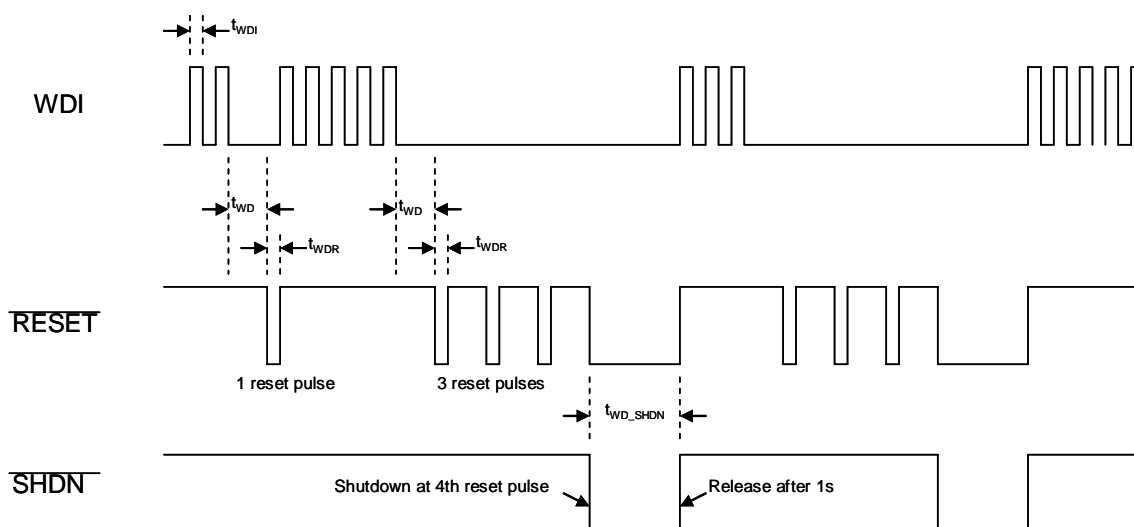 tWDI
WDI
tWD
tWD
tWDR
tWDR
RESET
1 reset pulse
3 reset pulses
tWD_SHDN
SHDN
Shutdown at 4th reset pulse
Release after 1s